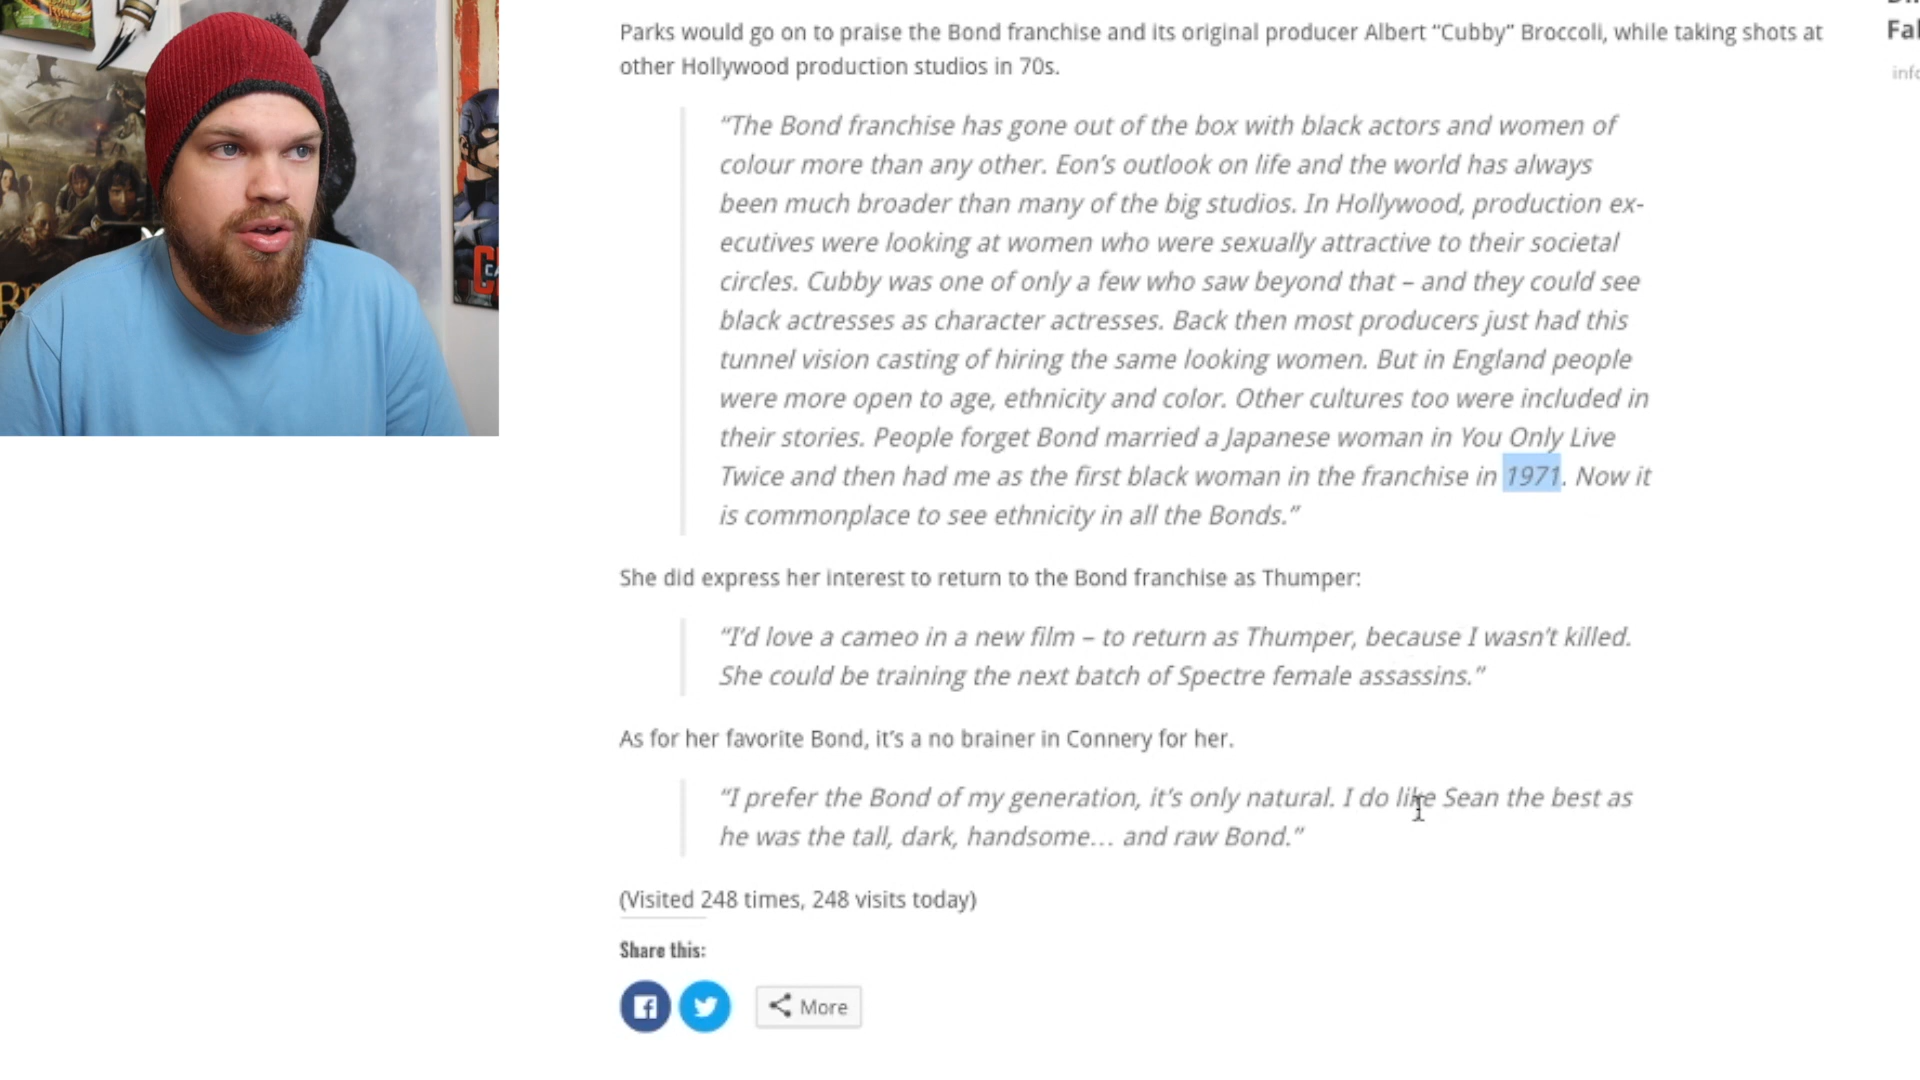 Parks would go on to praise the Bond franchise and its original producer Albert “Cubby” Broccoli, while taking shots at
other Hollywood production studios in 70s.
“The Bond franchise has gone out of the box with black actors and women of
colour more than any other. Eon’s outlook on life and the world has always
been much broader than many of the big studios. In Hollywood, production ex-
ecutives were looking at women who were sexually attractive to their societal
circles. Cubby was one of only a few who saw beyond that – and they could see
black actresses as character actresses. Back then most producers just had this
tunnel vision casting of hiring the same looking women. But in England people
were more open to age, ethnicity and color. Other cultures too were included in
their stories. People forget Bond married a Japanese woman in You Only Live
Twice and then had me as the first black woman in the franchise in 1971. Now it
is commonplace to see ethnicity in all the Bonds.”
She did express her interest to return to the Bond franchise as Thumper:
“I’d love a cameo in a new film – to return as Thumper, because I wasn’t killed.
She could be training the next batch of Spectre female assassins.”
As for her favorite Bond, it’s a no brainer in Connery for her.
“I prefer the Bond of my generation, it’s only natural. I do like Sean the best as
he was the tall, dark, handsome… and raw Bond.”
(Visited 248 times, 248 visits today)
Share this:
More